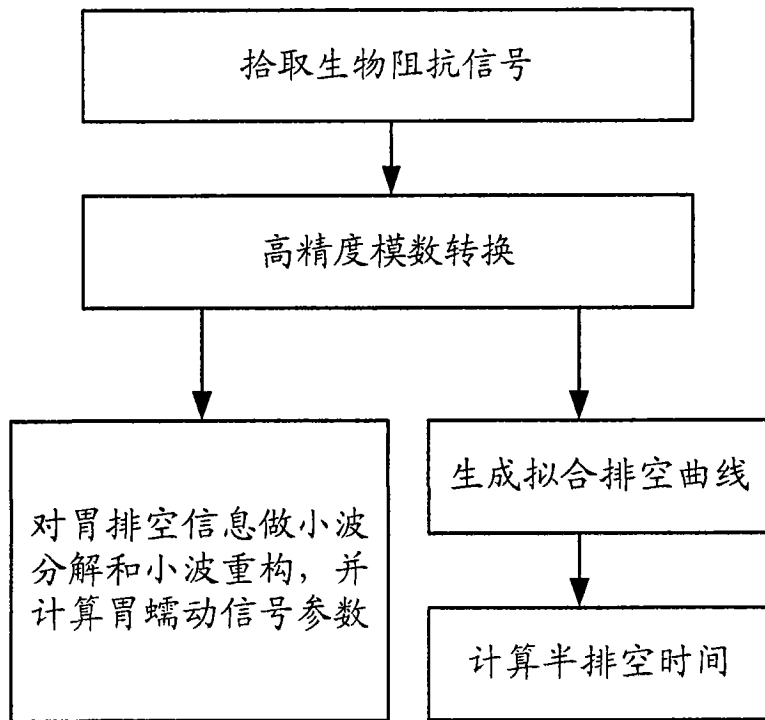 拾取生物阻抗信号
高精度模数转换
对胃排空信息做小波
分解和小波重构，并
计算胃蠕动信号参数
生成拟合排空曲线
计算半排空时间